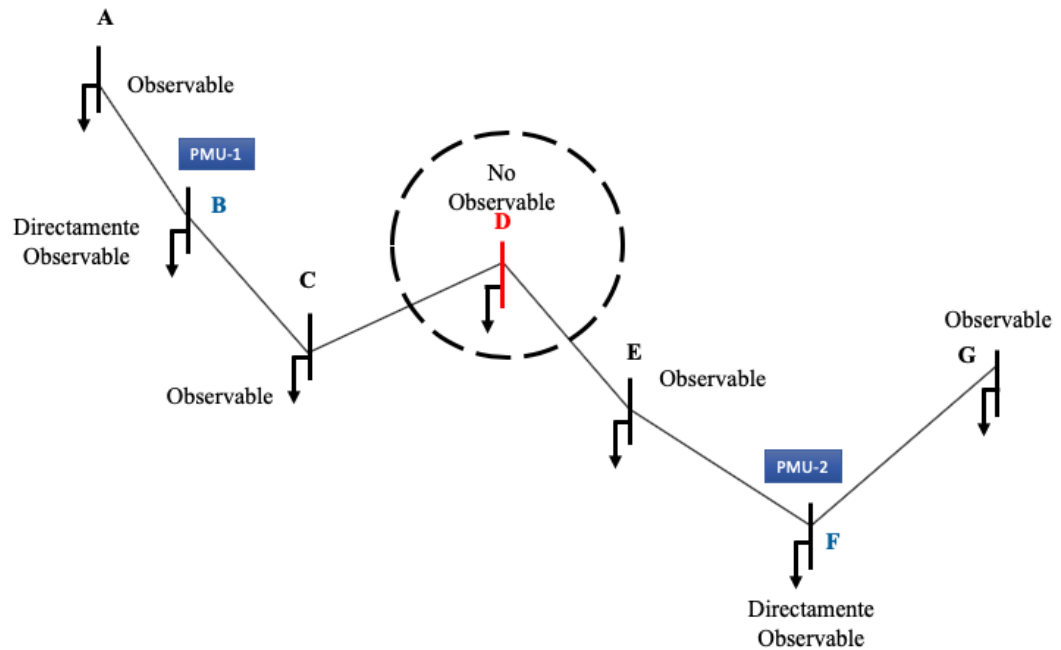 A
Observable
PMU-1
B
Directamente
Observable
C
Observable
No
Observable
D
E
Observable
Observable
G
PMU-2
F
Directamente
Observable